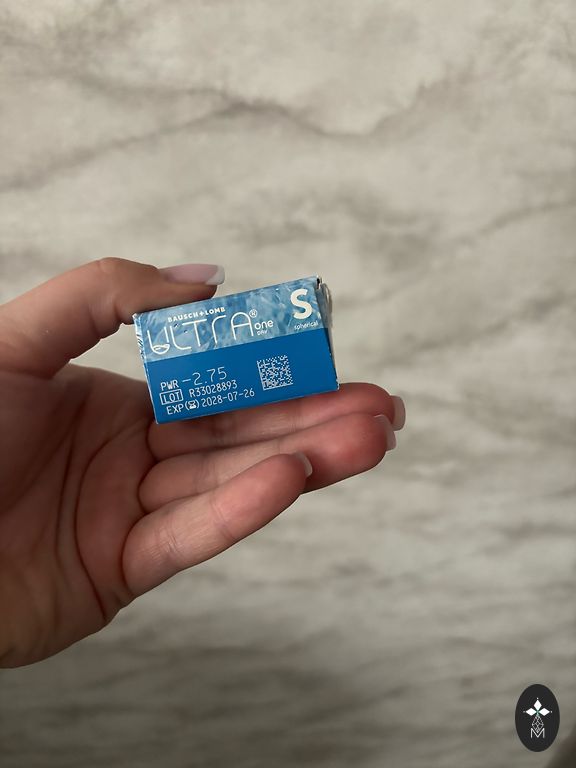 BAUSCH + LOMB
ULTRA® one DAY
S
spherical
PWR -2.75
LOT R33028893
EXP 2028-07-26
M